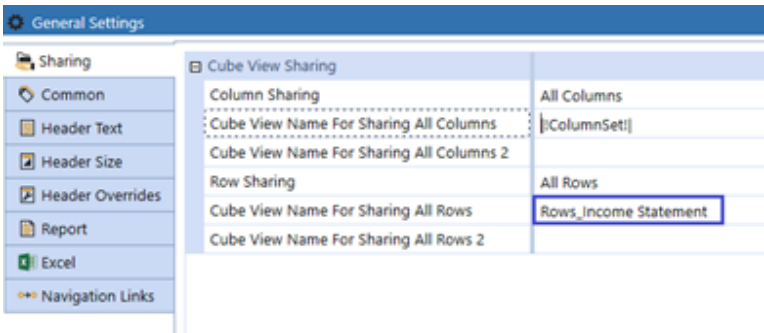 General Settings
Sharing
Common
Header Text
Header Size
Header Overrides
Report
Excel
Navigation Links
Cube View Sharing
Column Sharing All Columns
Cube View Name For Sharing All Columns |!ColumnSet!|
Cube View Name For Sharing All Columns 2
Row Sharing All Rows
Cube View Name For Sharing All Rows Rows_Income Statement
Cube View Name For Sharing All Rows 2